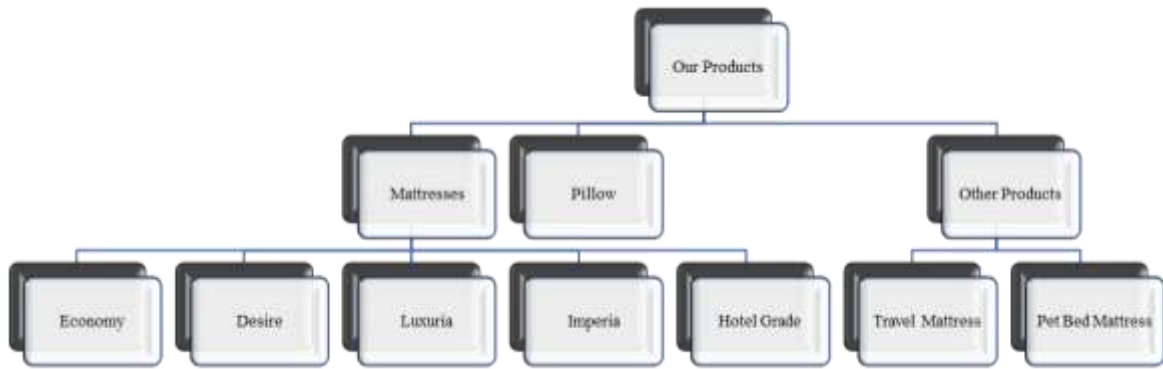 Our Products
Mattresses
Pillow
Other Products
Economy
Desire
Luxuria
Imperia
Hotel Grade
Travel Mattress
Pet Bed Mattress